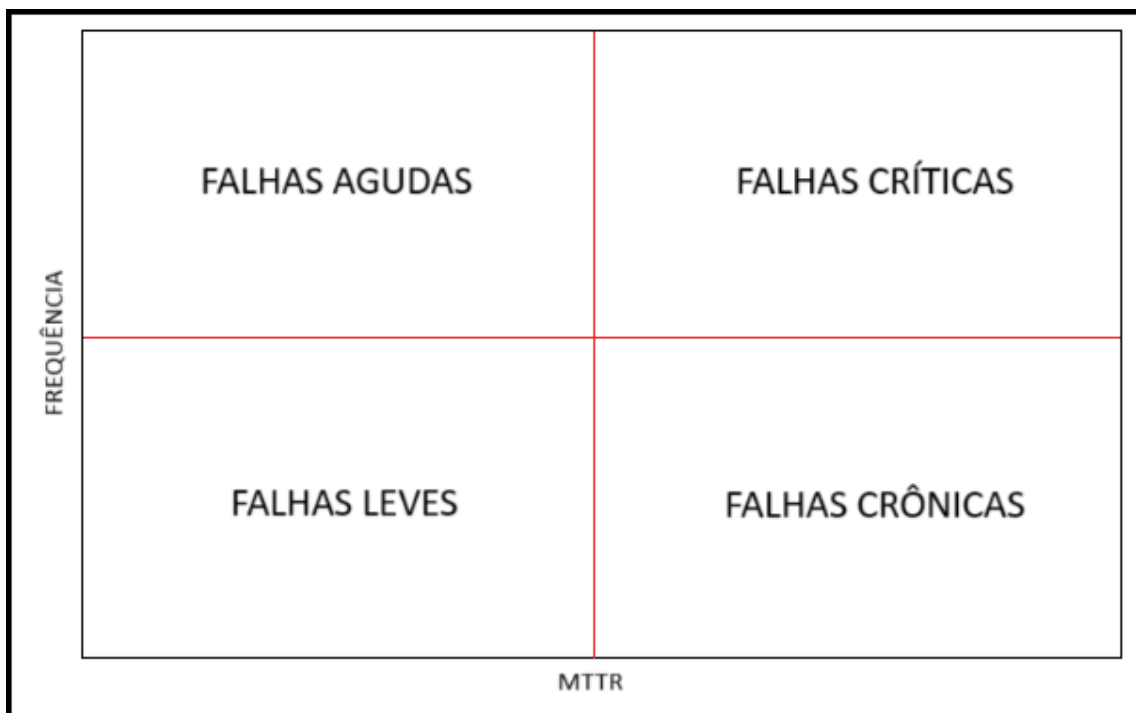 FALHAS AGUDAS
FALHAS CRÍTICAS
FREQUÊNCIA
FALHAS LEVES
FALHAS CRÔNICAS
MTTR